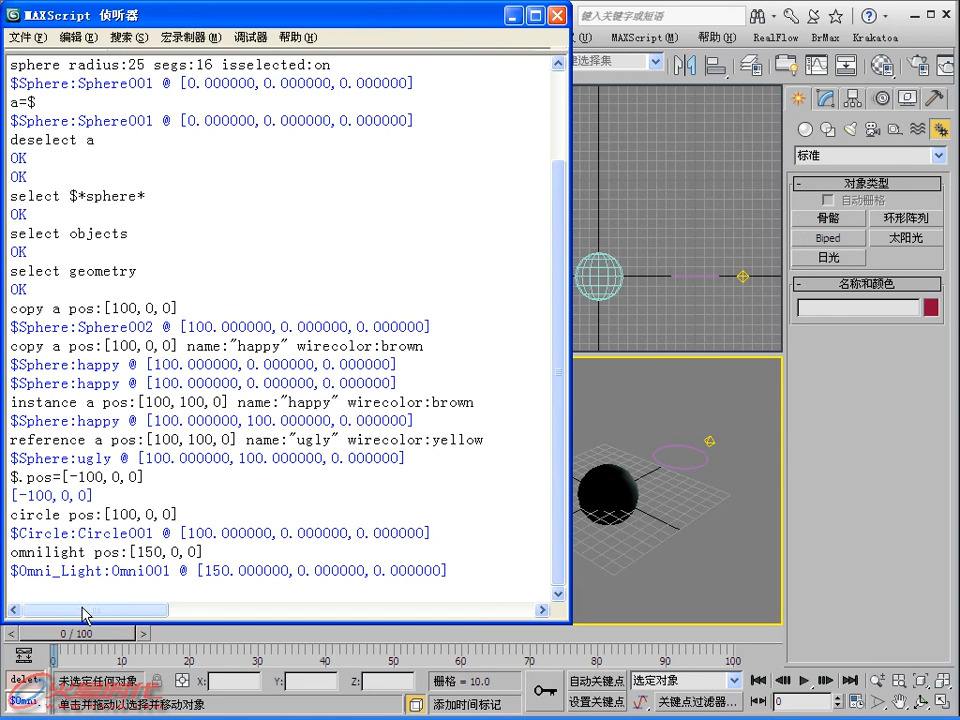 MAXScript 侦听器
键入关键字或短语
文件(F) 编辑(E) 搜索(S) 宏录制器(M) 调试器 帮助(H)
(U) MAXScript(M) 帮助(H) RealFlow BrMax Krakatoa
建选择集
sphere radius:25 segs:16 isselected:on
$Sphere:Sphere001 @ [0.000000,0.000000,0.000000]
a=$
$Sphere:Sphere001 @ [0.000000,0.000000,0.000000]
deselect a
OK
OK
select $*sphere*
OK
select objects
OK
select geometry
OK
copy a pos:[100,0,0]
$Sphere:Sphere002 @ [100.000000,0.000000,0.000000]
copy a pos:[100,0,0] name:"happy" wirecolor:brown
$Sphere:happy @ [100.000000,0.000000,0.000000]
$Sphere:happy @ [100.000000,0.000000,0.000000]
instance a pos:[100,100,0] name:"happy" wirecolor:brown
$Sphere:happy @ [100.000000,100.000000,0.000000]
reference a pos:[100,100,0] name:"ugly" wirecolor:yellow
$Sphere:ugly @ [100.000000,100.000000,0.000000]
$.pos=[-100,0,0]
[-100,0,0]
circle pos:[100,0,0]
$Circle:Circle001 @ [100.000000,0.000000,0.000000]
omnilight pos:[150,0,0]
$Omni_Light:Omni001 @ [150.000000,0.000000,0.000000]
标准
- 对象类型
自动栅格
骨骼 环形阵列
Biped 太阳光
日光
- 名称和颜色
< 0 / 100 >
0 10 20 30 40 50 60 70 80 90 100
delet 未选定任何对象 X: Y: Z: 栅格 = 10.0 自动关键点 选定对象
$Omni 单击并拖动以选择并移动对象 添加时间标记 设置关键点 关键点过滤器... 0